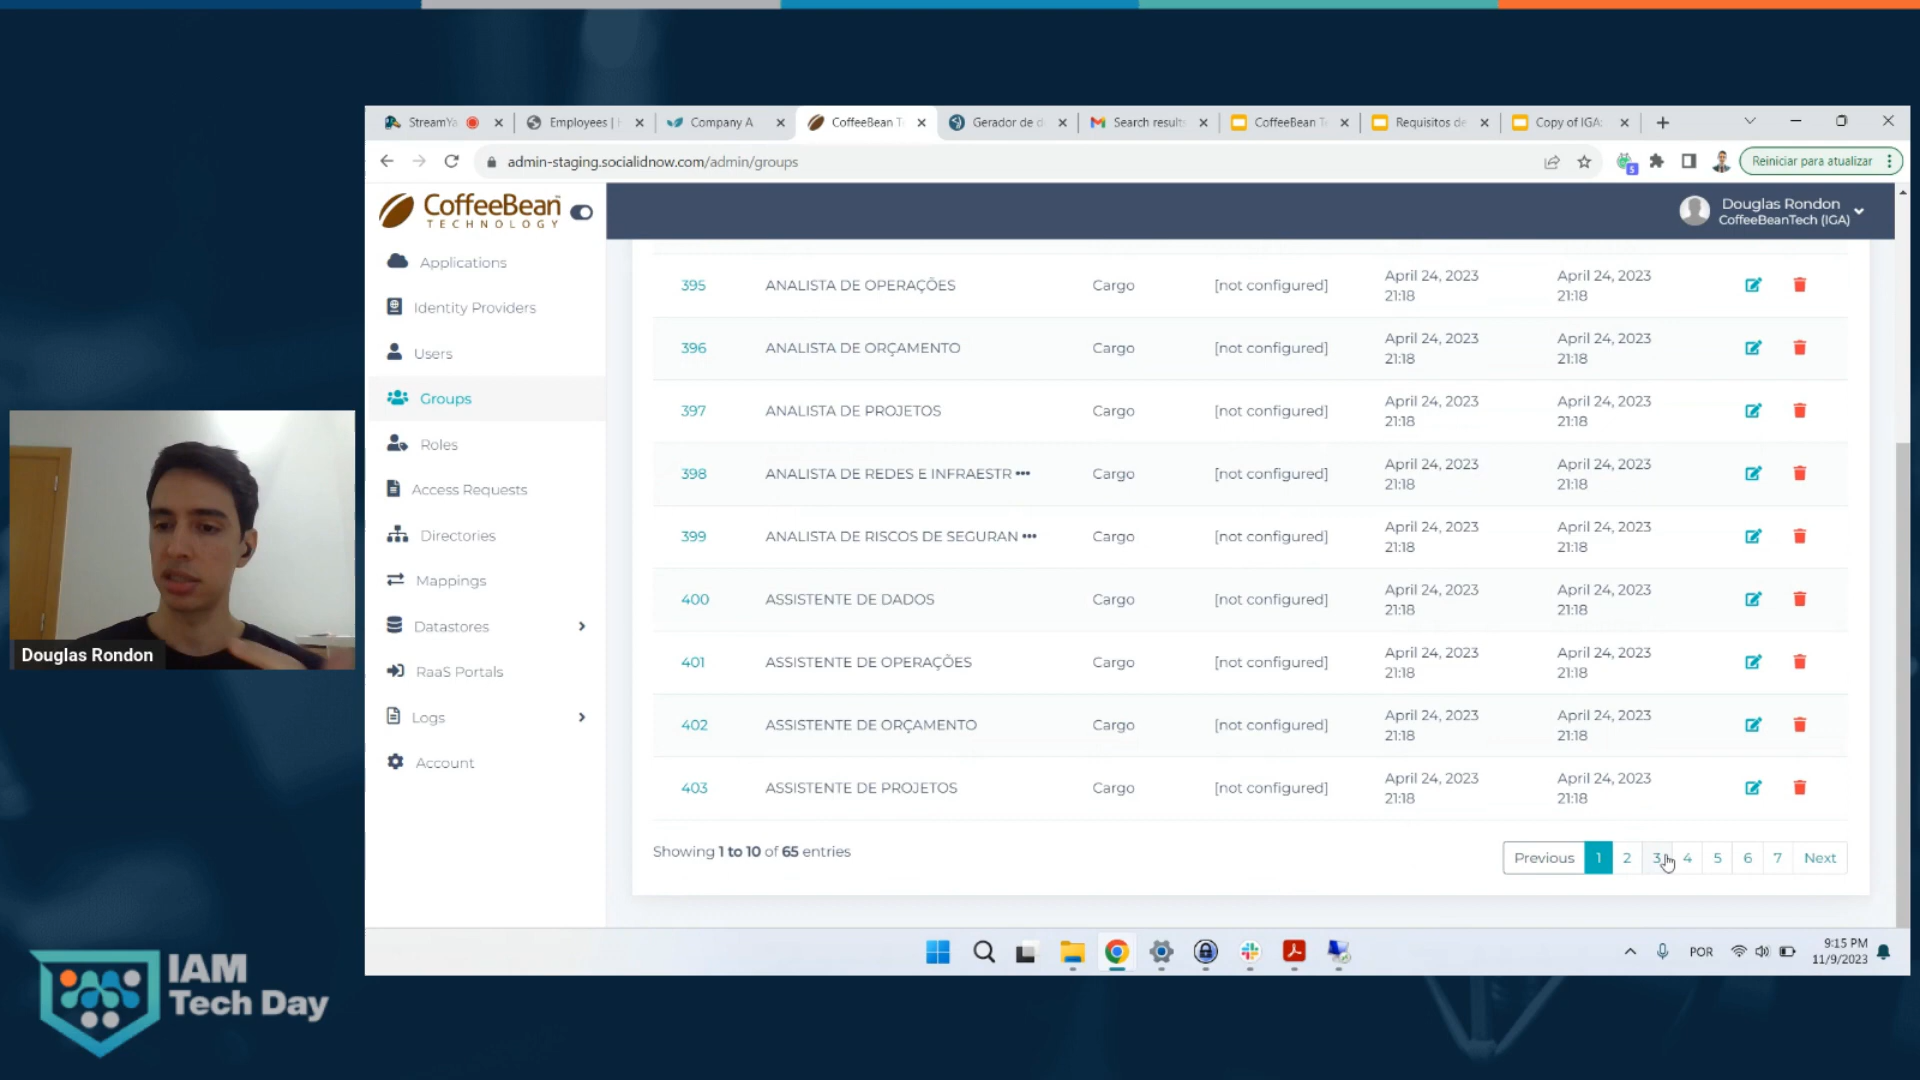 StreamYa
Employees |
Company A
CoffeeBean T
Gerador de d
Search result
CoffeeBean T
Requisitos de
Copy of IGA:
admin-staging.socialidnow.com/admin/groups
Reiniciar para atualizar
CoffeeBean
TECHNOLOGY
Douglas Rondon
CoffeeBeanTech (IGA)
Applications
Identity Providers
Users
Groups
Roles
Access Requests
Directories
Mappings
Datastores
RaaS Portals
Logs
Account
395 ANALISTA DE OPERAÇÕES Cargo [not configured] April 24, 2023 21:18 April 24, 2023 21:18
396 ANALISTA DE ORÇAMENTO Cargo [not configured] April 24, 2023 21:18 April 24, 2023 21:18
397 ANALISTA DE PROJETOS Cargo [not configured] April 24, 2023 21:18 April 24, 2023 21:18
398 ANALISTA DE REDES E INFRAESTR ••• Cargo [not configured] April 24, 2023 21:18 April 24, 2023 21:18
399 ANALISTA DE RISCOS DE SEGURAN ••• Cargo [not configured] April 24, 2023 21:18 April 24, 2023 21:18
400 ASSISTENTE DE DADOS Cargo [not configured] April 24, 2023 21:18 April 24, 2023 21:18
401 ASSISTENTE DE OPERAÇÕES Cargo [not configured] April 24, 2023 21:18 April 24, 2023 21:18
402 ASSISTENTE DE ORÇAMENTO Cargo [not configured] April 24, 2023 21:18 April 24, 2023 21:18
403 ASSISTENTE DE PROJETOS Cargo [not configured] April 24, 2023 21:18 April 24, 2023 21:18
Showing 1 to 10 of 65 entries
Previous 1 2 3 4 5 6 7 Next
Douglas Rondon
POR
9:15 PM
11/9/2023
IAM
Tech Day